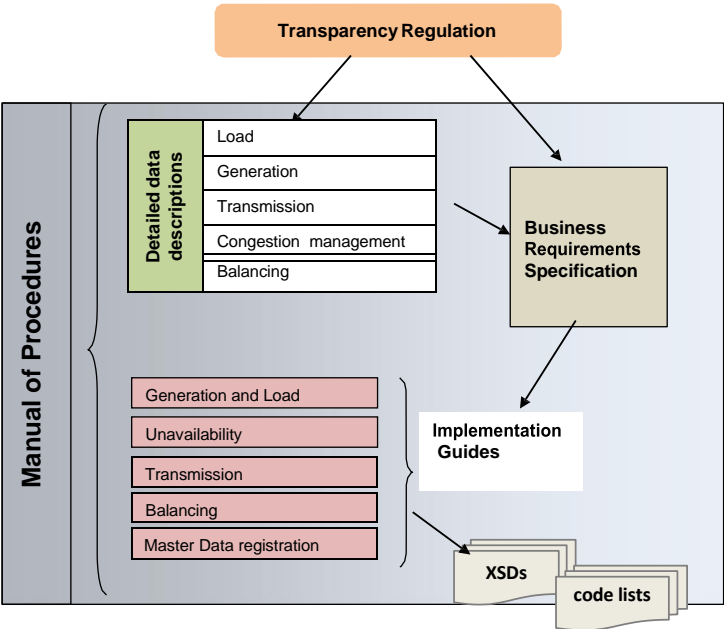 Transparency Regulation
Manual of Procedures
Detailed data
descriptions
Load
Generation
Transmission
Congestion management
Balancing
Business
Requirements
Specification
Generation and Load
Unavailability
Transmission
Balancing
Master Data registration
Implementation
Guides
XSDs
code lists